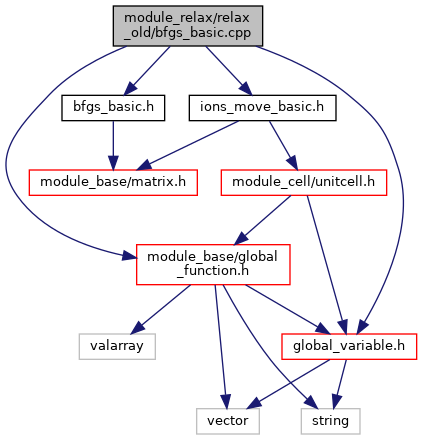 module_relax/relax
_old/bfgs_basic.cpp
bfgs_basic.h
ions_move_basic.h
module_base/matrix.h
module_cell/unitcell.h
module_base/global
_function.h
valarray
global_variable.h
vector
string